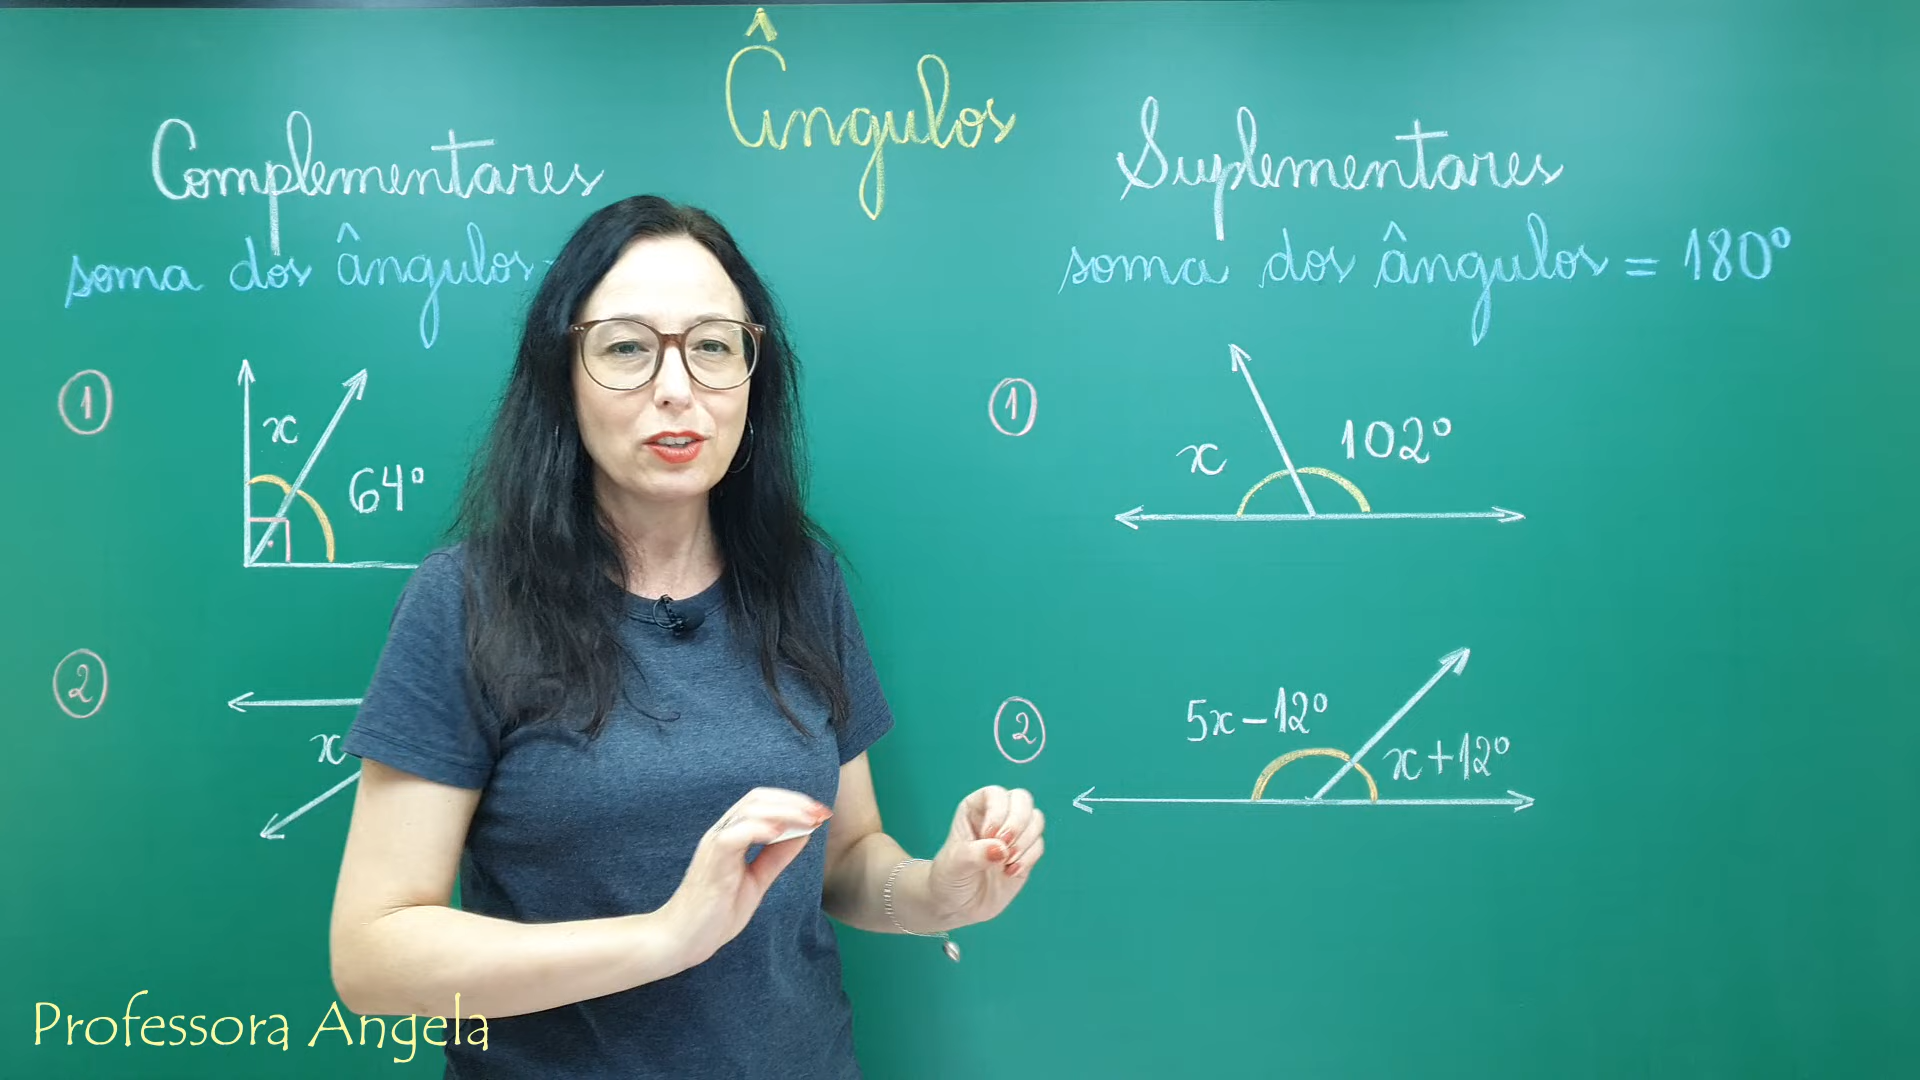 Ângulos
Complementares
soma dos ângulos
①
x
64°
②
x
Suplementares
soma dos ângulos = 180°
①
x
102°
②
5x-12°
x+12°
Professora Angela